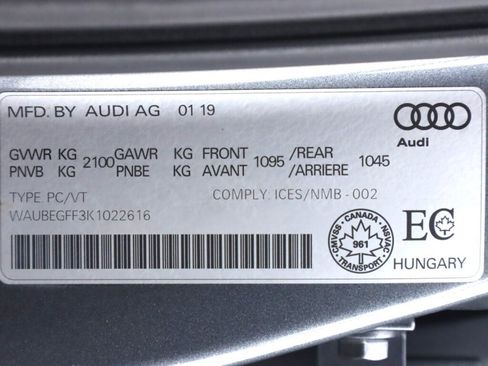 MFD. BY AUDI AG 01 19
Audi
GVWR KG 2100 GAWR KG FRONT 1095 /REAR 1045
PNVB KG PNBE KG AVANT /ARRIERE
TYPE: PC/VT COMPLY. ICES/NMB - 002
WAUBEGFF3K1022616
CMVSS - CANADA - NSVAC
961
TRANSPORT
EC
HUNGARY